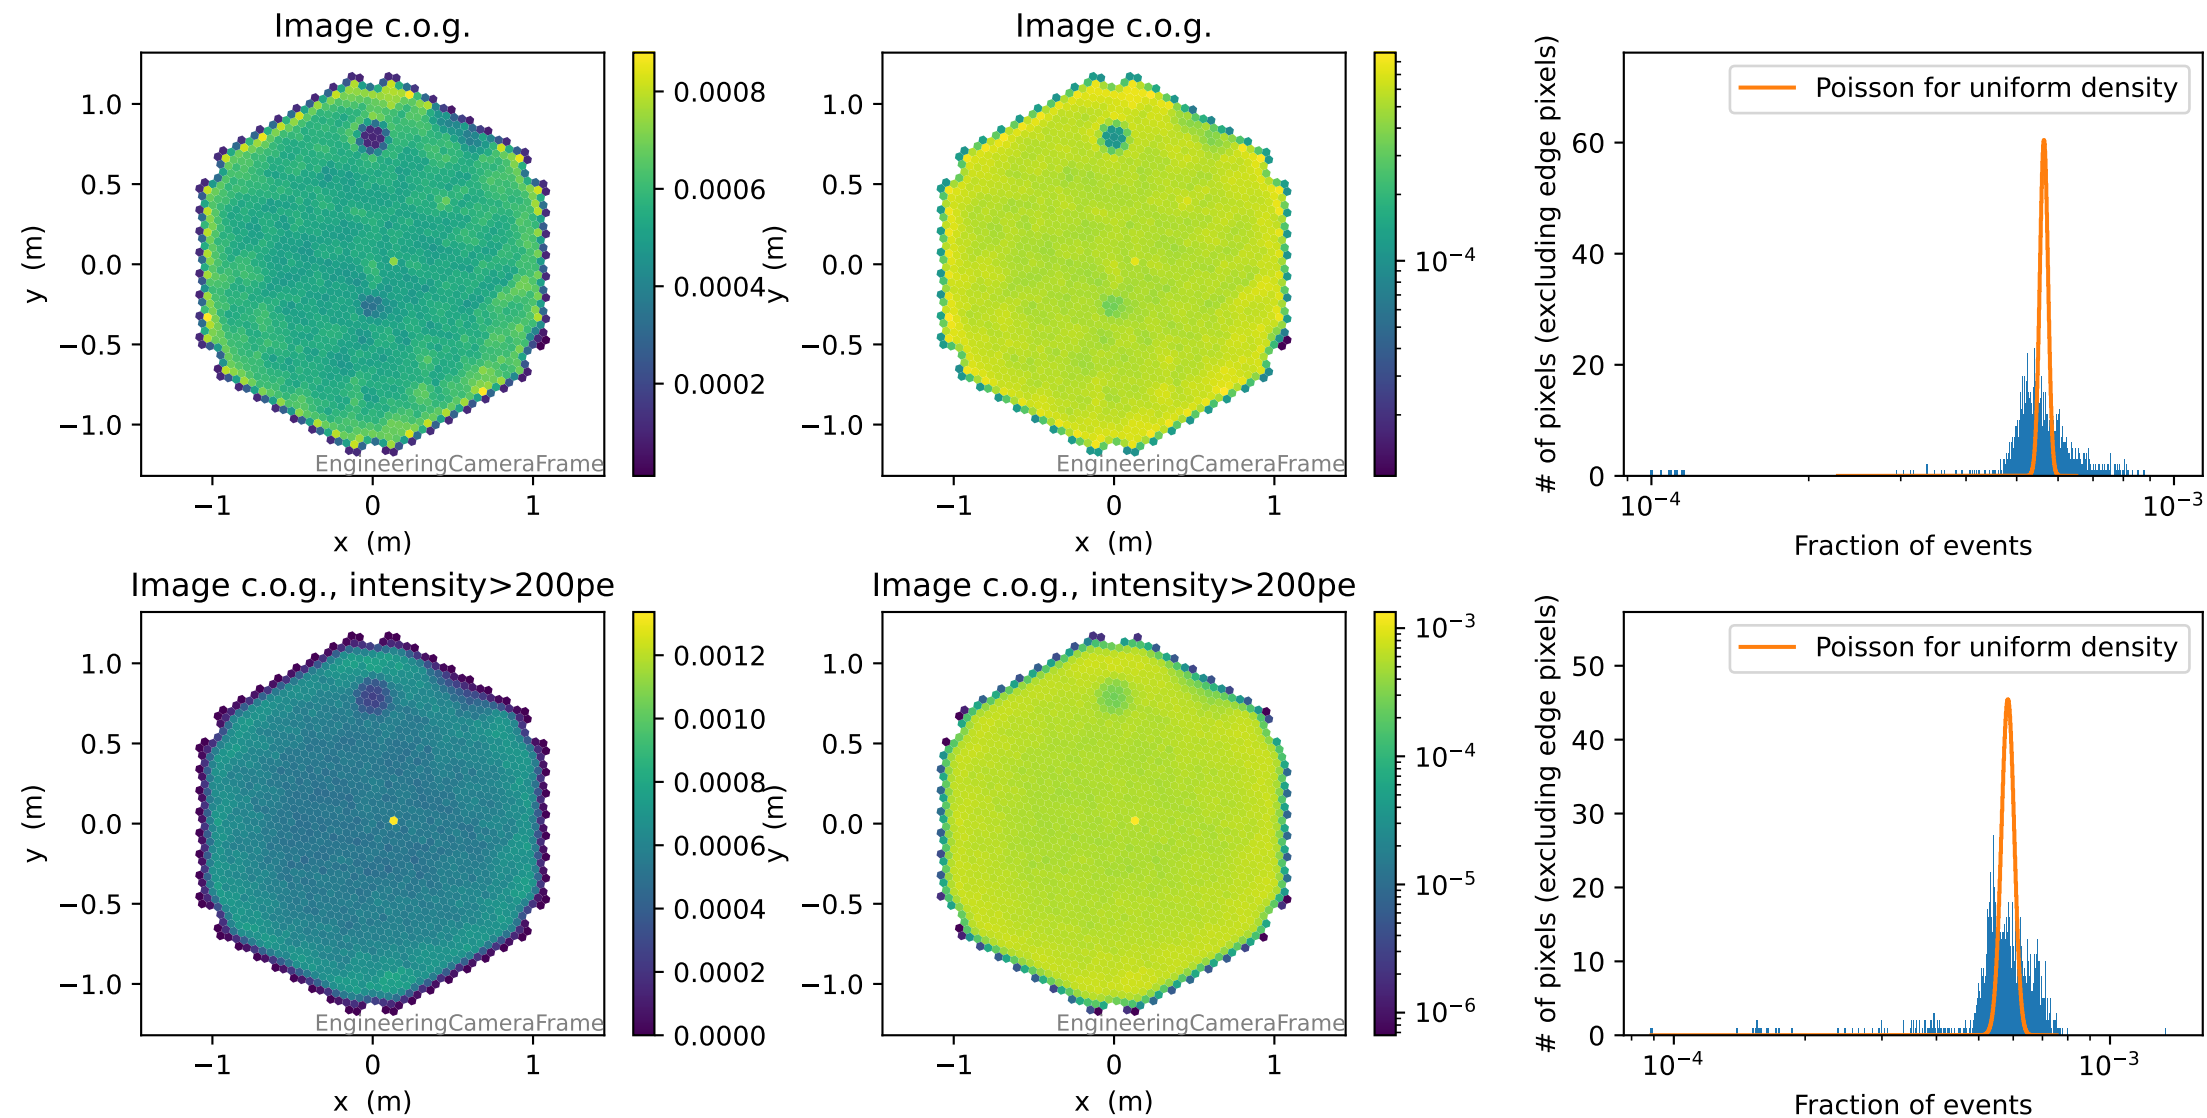 Image c.o.g.
1.0
0.5
0.0
−0.5
−1.0
y (m)
−1
0
1
x (m)
EngineeringCameraFrame
0.0008
0.0006
0.0004
0.0002
Image c.o.g.
1.0
0.5
0.0
−0.5
−1.0
y (m)
−1
0
1
x (m)
EngineeringCameraFrame
10⁻⁴
# of pixels (excluding edge pixels)
60
40
20
0
Poisson for uniform density
10⁻⁴
10⁻³
Fraction of events
Image c.o.g., intensity>200pe
1.0
0.5
0.0
−0.5
−1.0
y (m)
−1
0
1
x (m)
EngineeringCameraFrame
0.0012
0.0010
0.0008
0.0006
0.0004
0.0002
0.0000
Image c.o.g., intensity>200pe
1.0
0.5
0.0
−0.5
−1.0
y (m)
−1
0
1
x (m)
EngineeringCameraFrame
10⁻³
10⁻⁴
10⁻⁵
10⁻⁶
# of pixels (excluding edge pixels)
50
40
30
20
10
0
Poisson for uniform density
10⁻⁴
10⁻³
Fraction of events